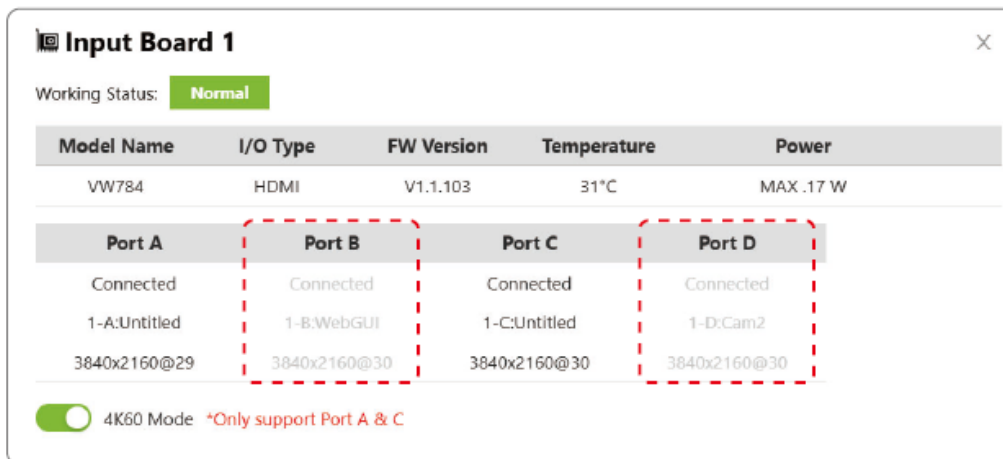 Input Board 1
Working Status: Normal
Model Name I/O Type FW Version Temperature Power
VW784 HDMI V1.1.103 31°C MAX .17 W
Port A Port B Port C Port D
Connected Connected Connected Connected
1-A:Untitled 1-B:WebGUI 1-C:Untitled 1-D:Cam2
3840x2160@29 3840x2160@30 3840x2160@30 3840x2160@30
4K60 Mode *Only support Port A & C